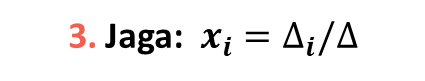 3. Jaga: xᵢ = Δᵢ/Δ